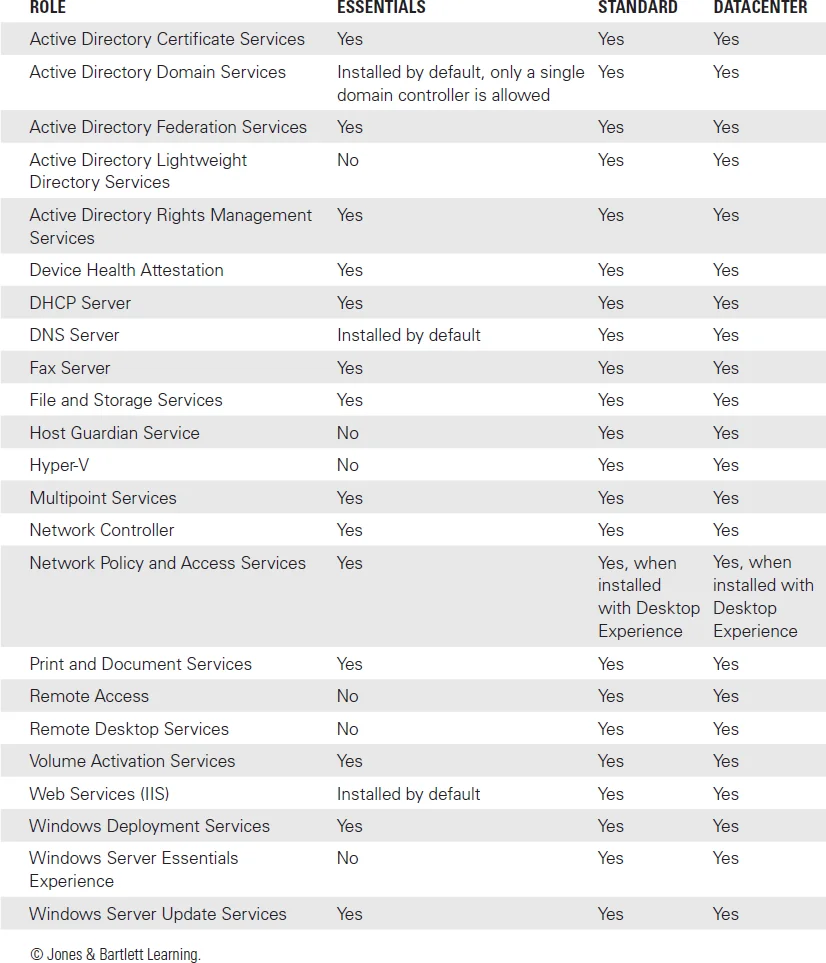 ROLE ESSENTIALS STANDARD DATACENTER
Active Directory Certificate Services Yes Yes Yes
Active Directory Domain Services Installed by default, only a single Yes Yes
domain controller is allowed
Active Directory Federation Services Yes Yes Yes
Active Directory Lightweight No Yes Yes
Directory Services
Active Directory Rights Management Yes Yes Yes
Services
Device Health Attestation Yes Yes Yes
DHCP Server Yes Yes Yes
DNS Server Installed by default Yes Yes
Fax Server Yes Yes Yes
File and Storage Services Yes Yes Yes
Host Guardian Service No Yes Yes
Hyper-V No Yes Yes
Multipoint Services Yes Yes Yes
Network Controller Yes Yes Yes
Network Policy and Access Services Yes Yes, when Yes, when
installed installed with
with Desktop Desktop
Experience Experience
Print and Document Services Yes Yes Yes
Remote Access No Yes Yes
Remote Desktop Services No Yes Yes
Volume Activation Services Yes Yes Yes
Web Services (IIS) Installed by default Yes Yes
Windows Deployment Services Yes Yes Yes
Windows Server Essentials No Yes Yes
Experience
Windows Server Update Services Yes Yes Yes
© Jones & Bartlett Learning.